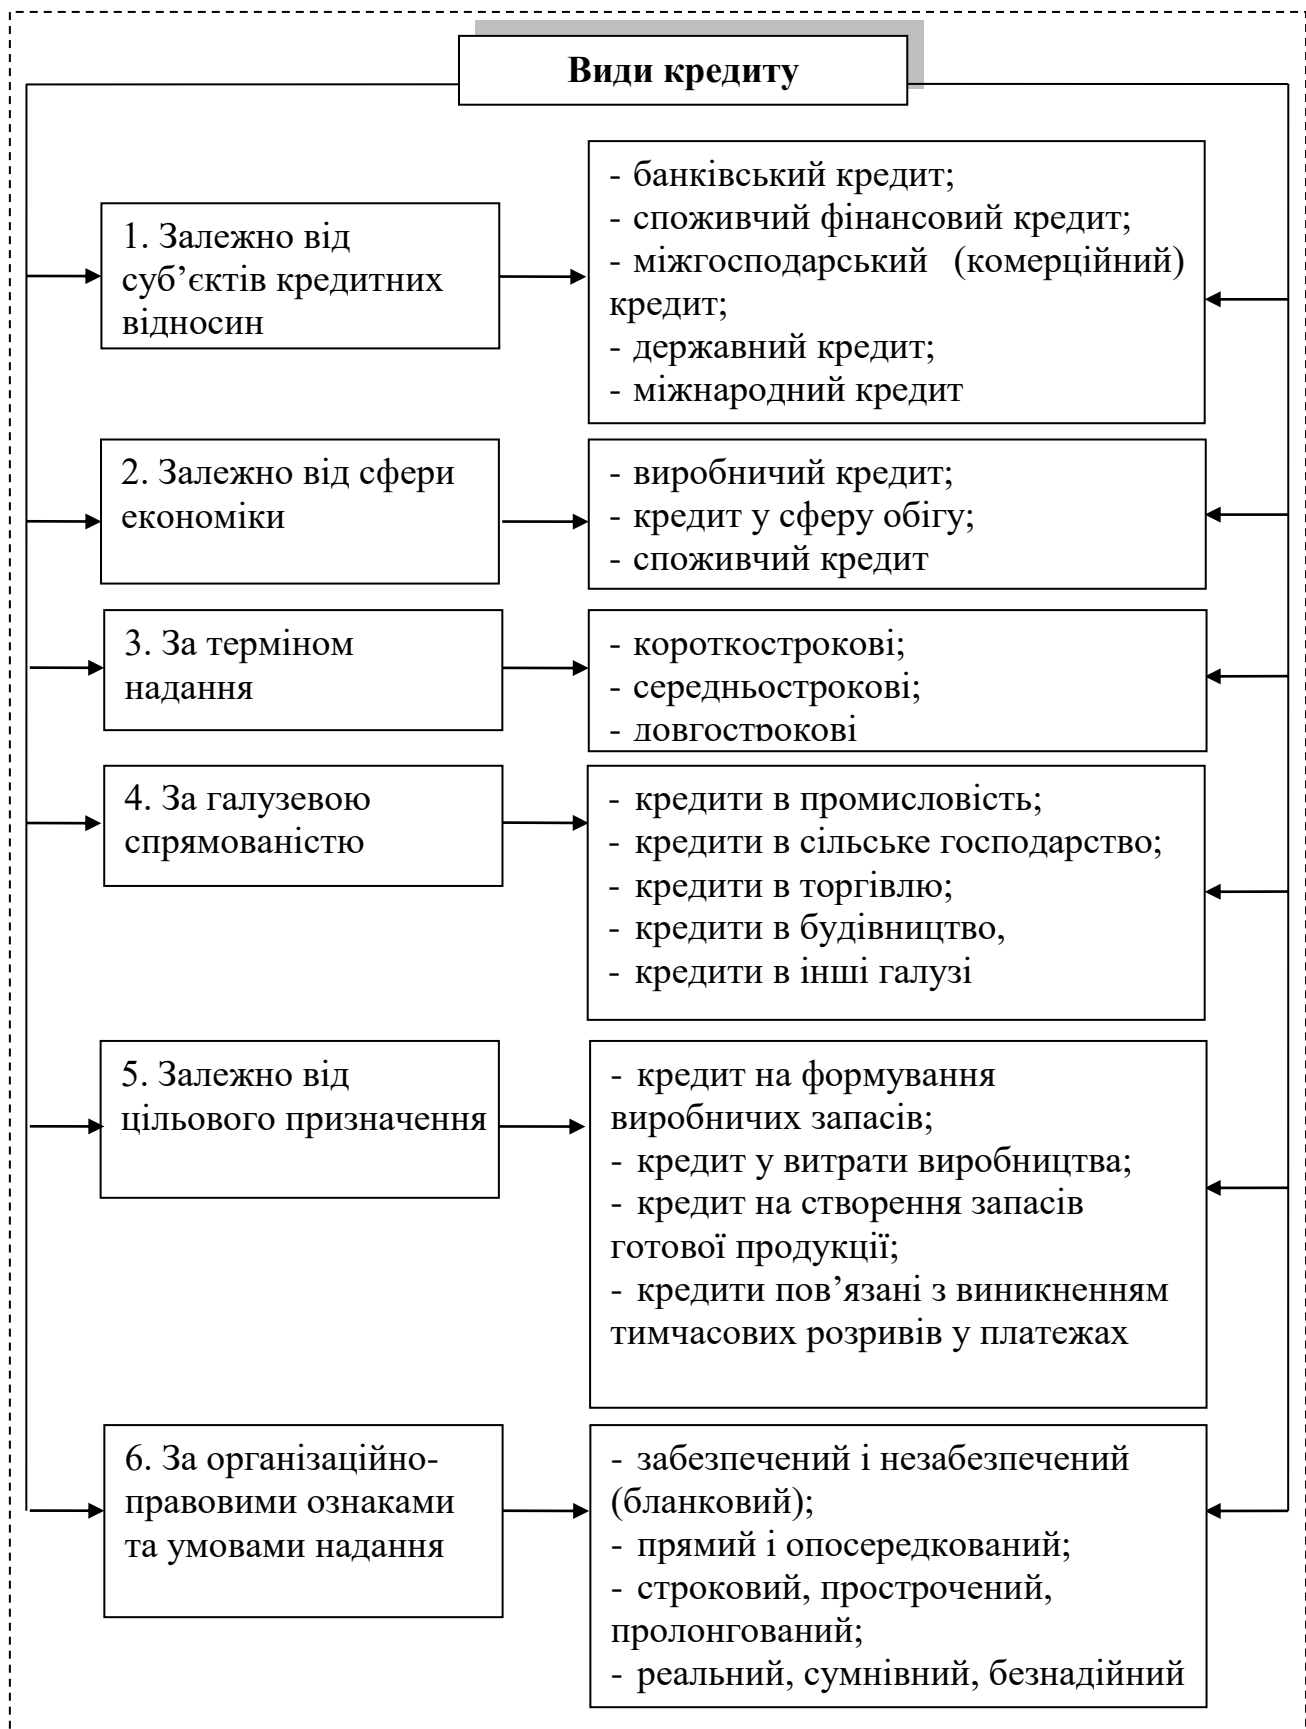 Види кредиту
1. Залежно від
суб’єктів кредитних
відносин
- банківський кредит;
- споживчий фінансовий кредит;
- міжгосподарський (комерційний)
кредит;
- державний кредит;
- міжнародний кредит
2. Залежно від сфери
економіки
- виробничий кредит;
- кредит у сферу обігу;
- споживчий кредит
3. За терміном
надання
- короткострокові;
- середньострокові;
- довгострокові
4. За галузевою
спрямованістю
- кредити в промисловість;
- кредити в сільське господарство;
- кредити в торгівлю;
- кредити в будівництво,
- кредити в інші галузі
5. Залежно від
цільового призначення
- кредит на формування
виробничих запасів;
- кредит у витрати виробництва;
- кредит на створення запасів
готової продукції;
- кредити пов’язані з виникненням
тимчасових розривів у платежах
6. За організаційно-
правовими ознаками
та умовами надання
- забезпечений і незабезпечений
(бланковий);
- прямий і опосередкований;
- строковий, прострочений,
пролонгований;
- реальний, сумнівний, безнадійний